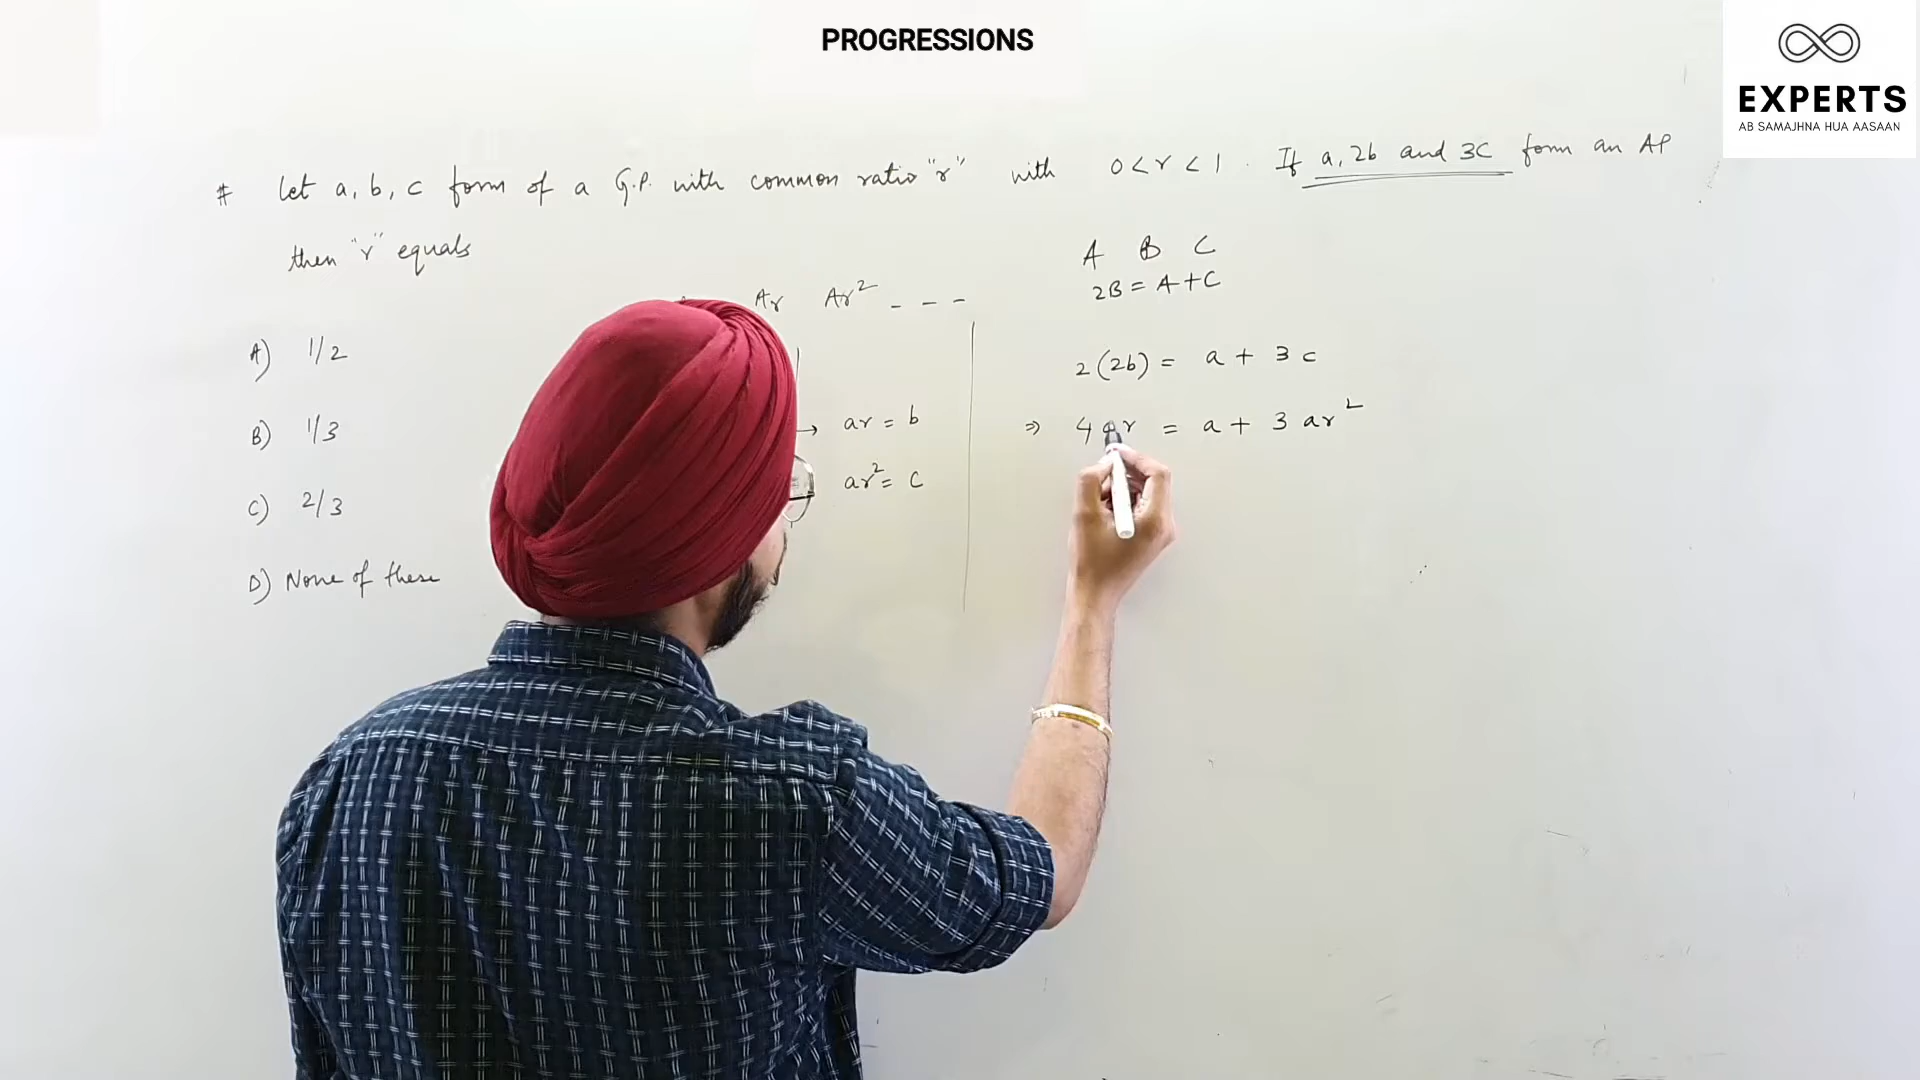 PROGRESSIONS
EXPERTS
AB SAMAJHNA HUA AASAAN
# Let a, b, c form of a G.P. with common ratio "r" with 0 < r < 1. If a, 2b and 3C form an AP
then "r" equals
A B C
2B = A + C
Ar Ar² - - -
A) 1/2
2(2b) = a + 3c
B) 1/3
→ ar = b
⇒ 4ar = a + 3ar²
C) 2/3
ar² = c
D) None of these